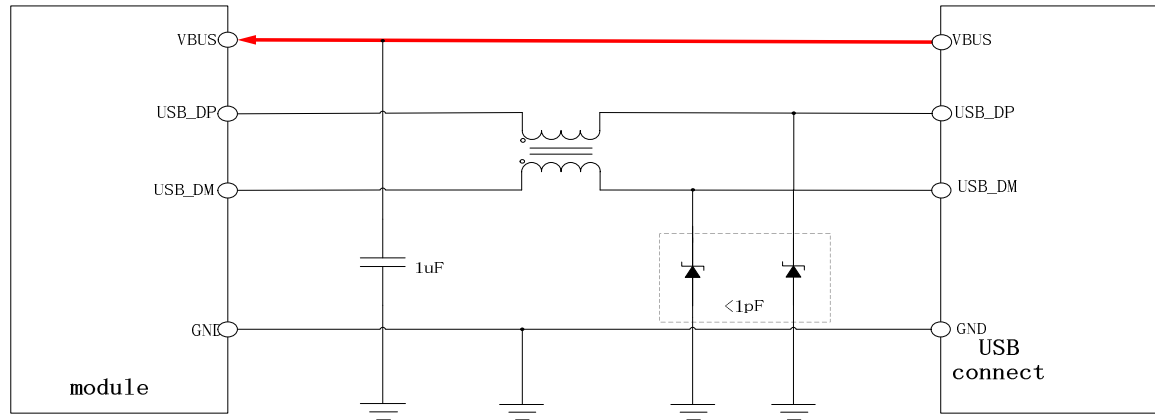 VBUS
VBUS
USB_DP
USB_DP
USB_DM
USB_DM
1uF
<1pF
GND
GND
USB
connect
module